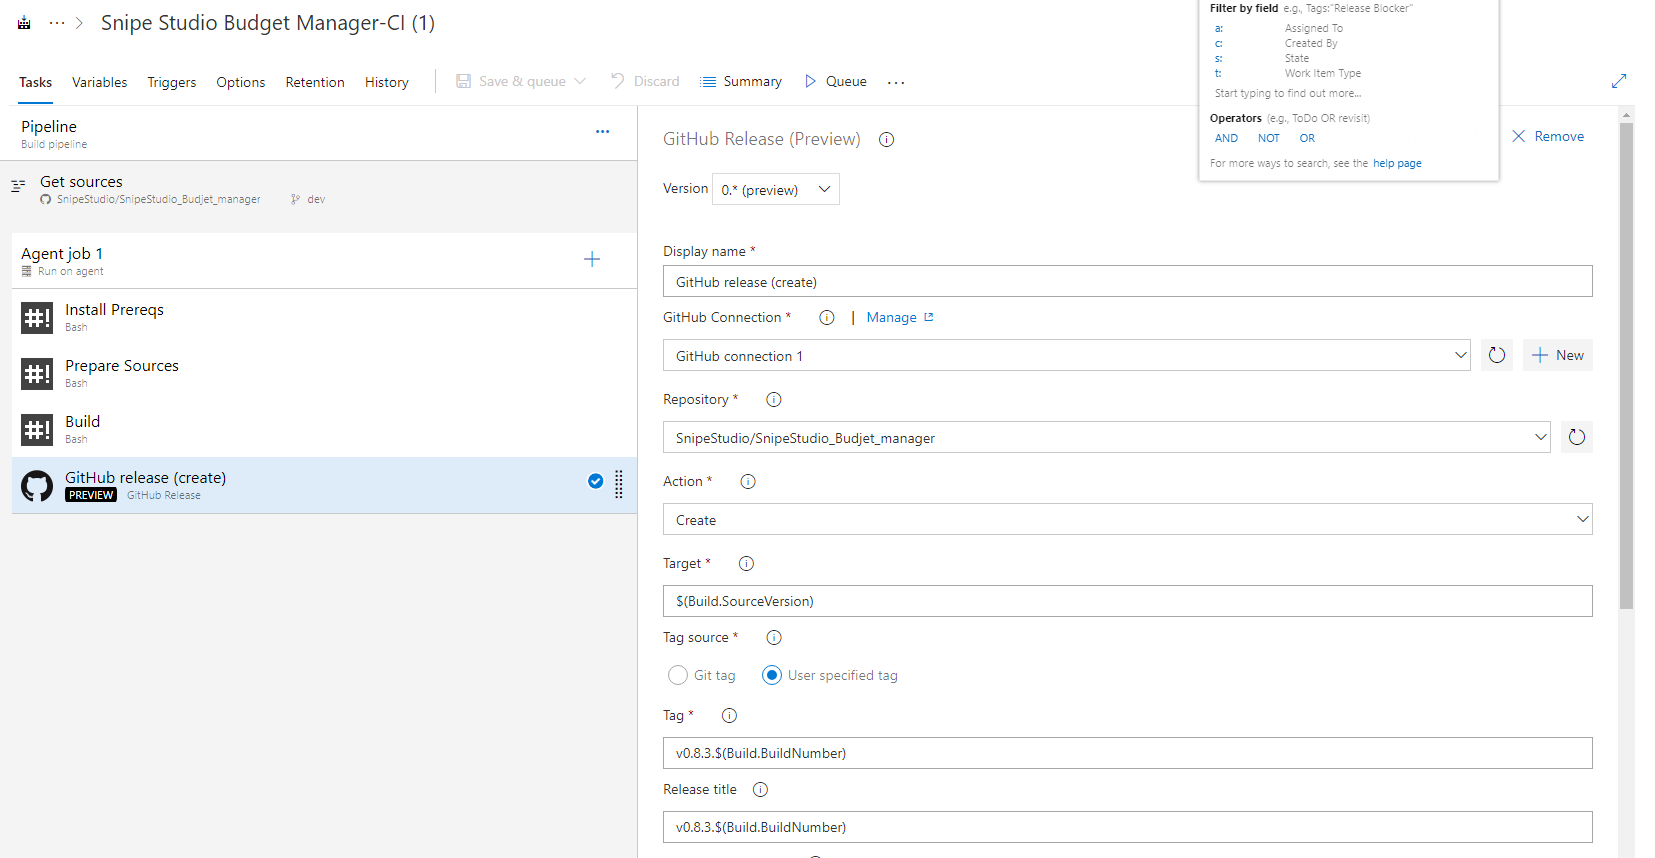 Snipe Studio Budget Manager-CI (1)
Tasks Variables Triggers Options Retention History Save & queue Discard Summary Queue ...
Filter by field e.g., Tags:"Release Blocker"
a: Assigned To
c: Created By
s: State
t: Work Item Type
Start typing to find out more...
Operators (e.g., ToDo OR revisit)
AND NOT OR
For more ways to search, see the help page
Pipeline
Build pipeline
Get sources
SnipeStudio/SnipeStudio_Budjet_manager dev
Agent job 1
Run on agent
#! Install Prereqs
Bash
#! Prepare Sources
Bash
#! Build
Bash
GitHub release (create)
PREVIEW GitHub Release
GitHub Release (Preview)
Remove
Version 0.* (preview)
Display name *
GitHub release (create)
GitHub Connection * | Manage
GitHub connection 1
New
Repository *
SnipeStudio/SnipeStudio_Budjet_manager
Action *
Create
Target *
$(Build.SourceVersion)
Tag source *
Git tag User specified tag
Tag *
v0.8.3.$(Build.BuildNumber)
Release title
v0.8.3.$(Build.BuildNumber)